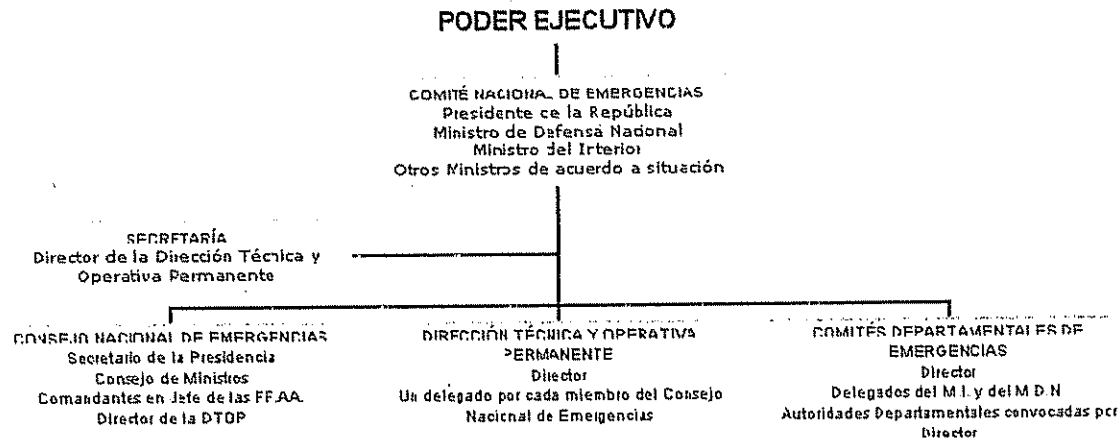 PODER EJECUTIVO
COMITÉ NACIONAL DE EMERGENCIAS
Presidente de la República
Ministro de Defensa Nacional
Ministro del Interior
Otros Ministros de acuerdo a situación
SECRETARÍA
Director de la Dirección Técnica y
Operativa Permanente
CONSEJO NACIONAL DE EMERGENCIAS
Secretario de la Presidencia
Consejo de Ministros
Comandantes en Jefe de las FF.AA.
Director de la DTOP
DIRECCIÓN TÉCNICA Y OPERATIVA
PERMANENTE
Director
Un delegado por cada miembro del Consejo
Nacional de Emergencias
COMITÉS DEPARTAMENTALES DE
EMERGENCIAS
Director
Delegados del M.I. y del M.D.N
Autoridades Departamentales convocadas por
Director